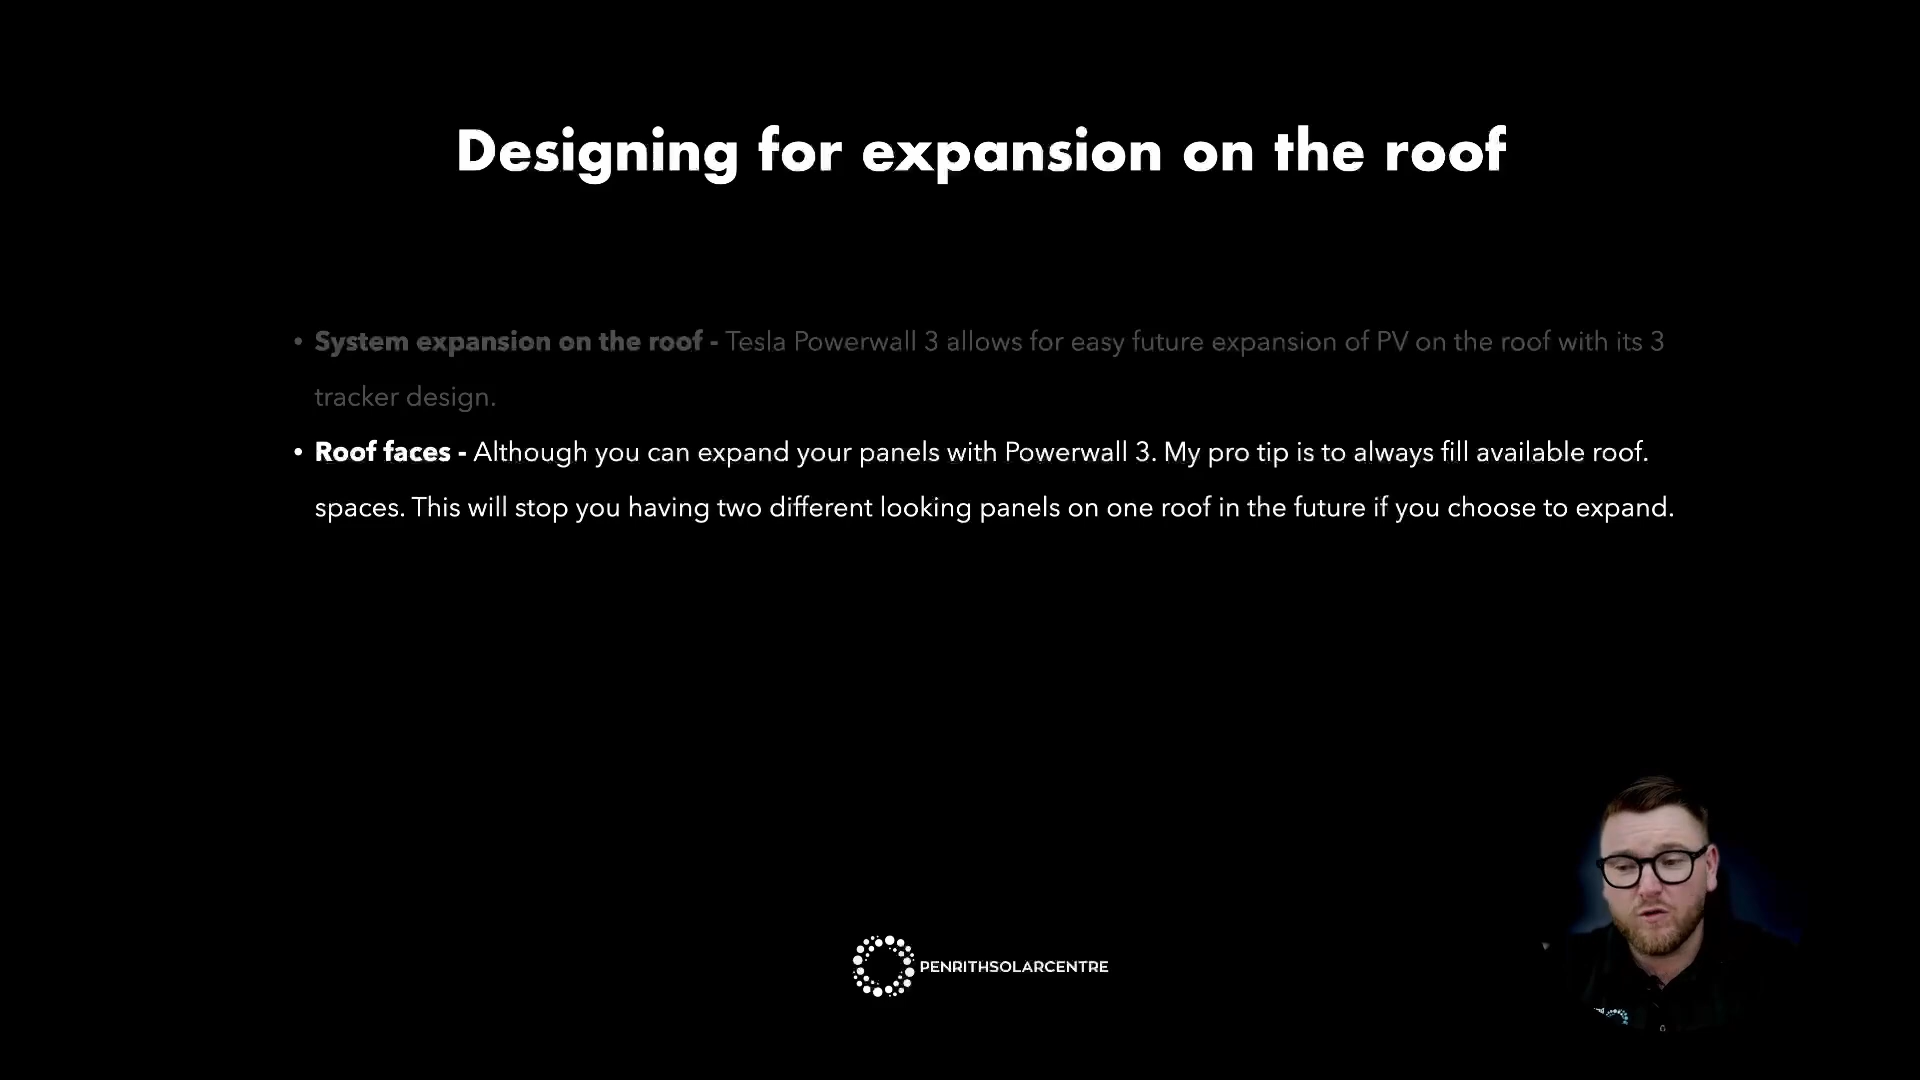 Designing for expansion on the roof
• System expansion on the roof - Tesla Powerwall 3 allows for easy future expansion of PV on the roof with its 3
tracker design.
• Roof faces - Although you can expand your panels with Powerwall 3. My pro tip is to always fill available roof.
spaces. This will stop you having two different looking panels on one roof in the future if you choose to expand.
PENRITHSOLARCENTRE